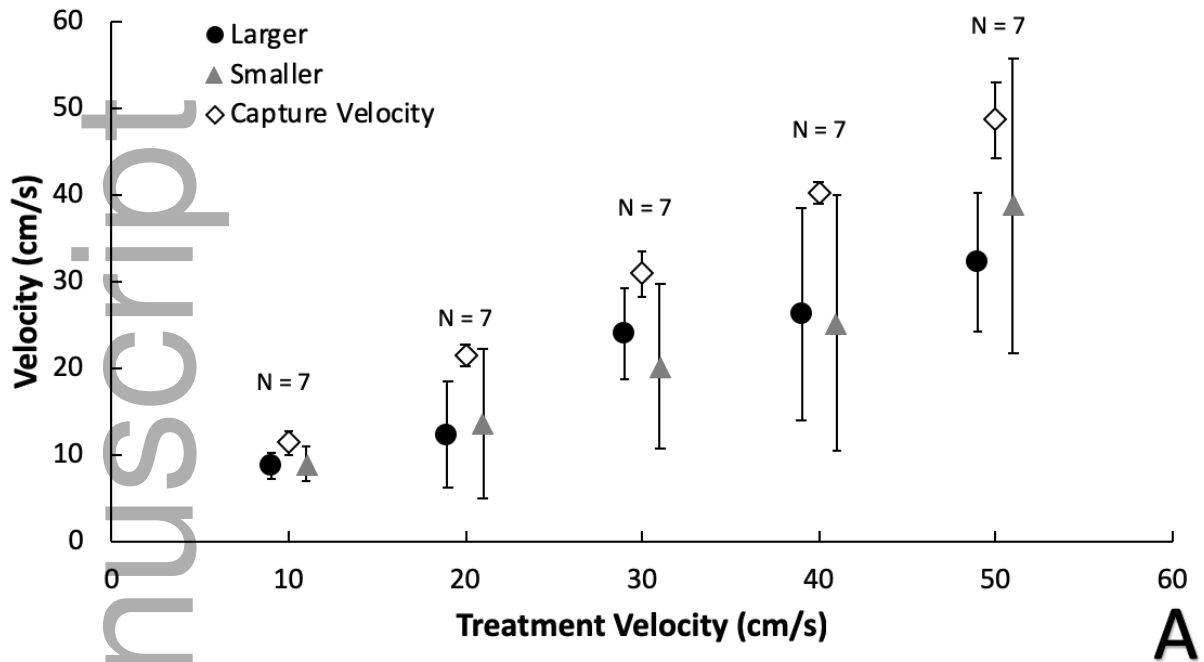 60
50
40
30
20
10
0
Velocity (cm/s)
Larger
Smaller
Capture Velocity
N = 7
N = 7
N = 7
N = 7
N = 7
0 10 20 30 40 50 60
Treatment Velocity (cm/s)
A
nuscript